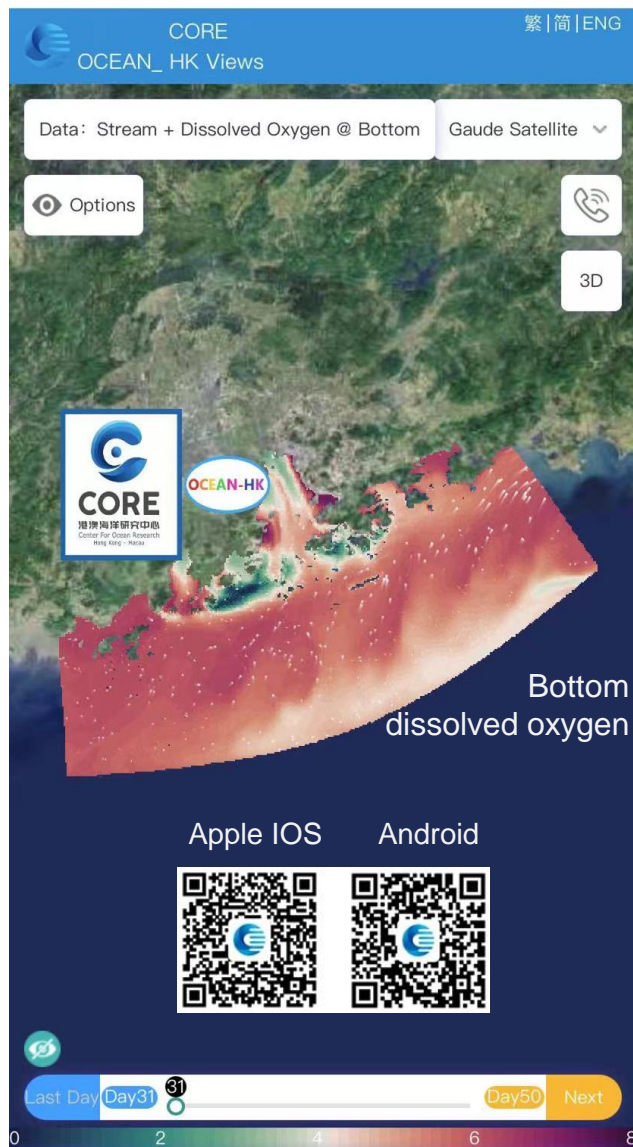 CORE
OCEAN_ HK Views
繁|简|ENG
Data: Stream + Dissolved Oxygen @ Bottom
Gaude Satellite
Options
3D
CORE
港澳海洋研究中心
Center For Ocean Research
Hong Kong - Macau
OCEAN-HK
Bottom
dissolved oxygen
Apple IOS
Android
Last Day
Day31
31
Day50
Next
0 2 4 6 8